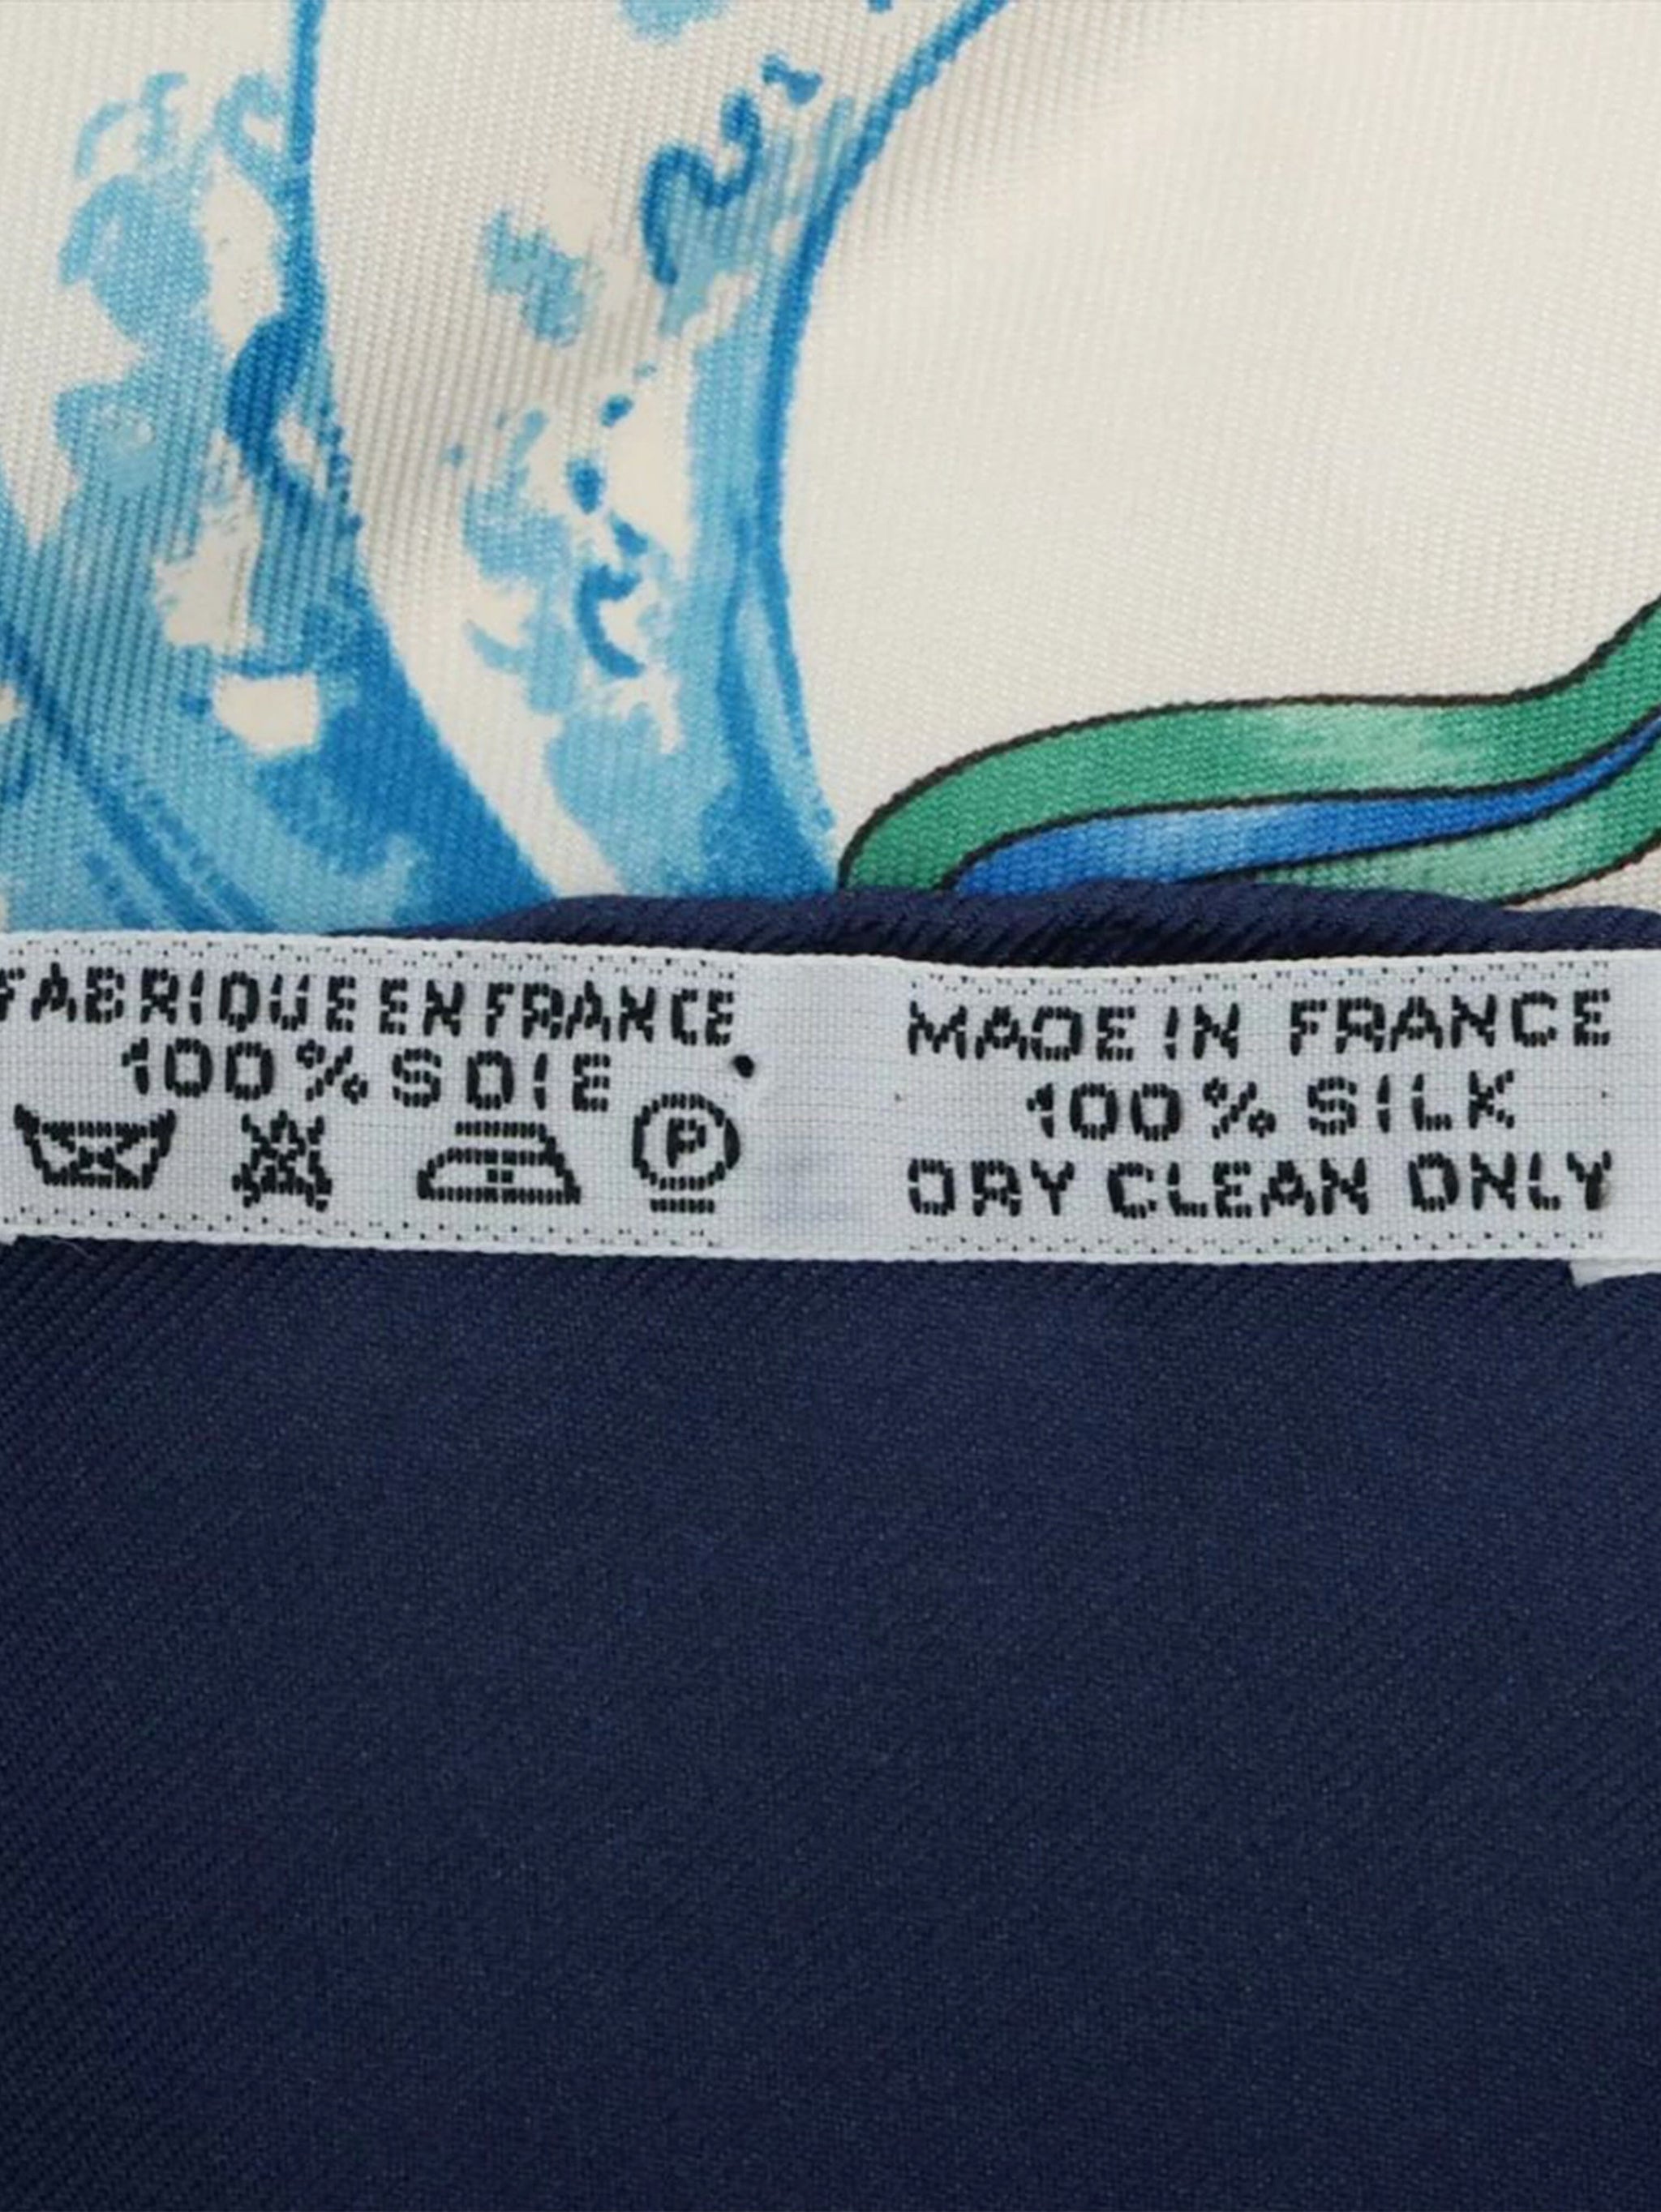 FABRIQUE EN FRANCE
100% SOIE
P
MADE IN FRANCE
100% SILK
DRY CLEAN ONLY